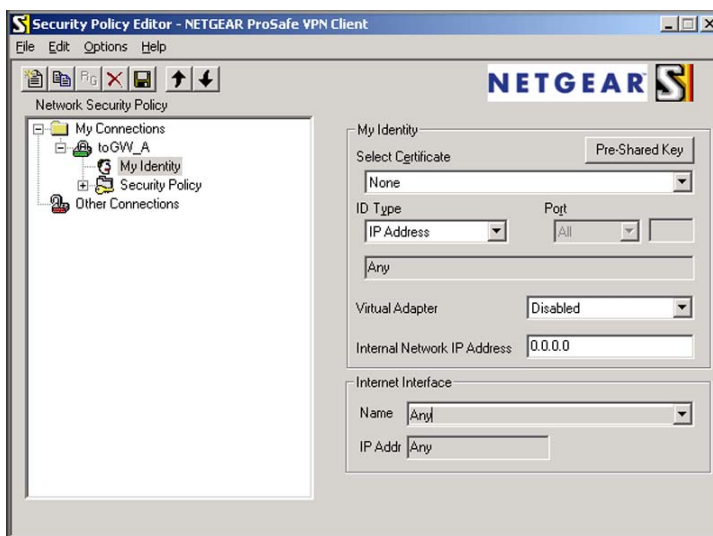 Security Policy Editor - NETGEAR ProSafe VPN Client
File Edit Options Help
NETGEAR S
Network Security Policy
My Connections
toGW_A
My Identity
Security Policy
Other Connections
My Identity
Select Certificate
Pre-Shared Key
None
ID Type
Port
IP Address
All
Any
Virtual Adapter
Disabled
Internal Network IP Address
0.0.0.0
Internet Interface
Name
Any
IP Addr
Any